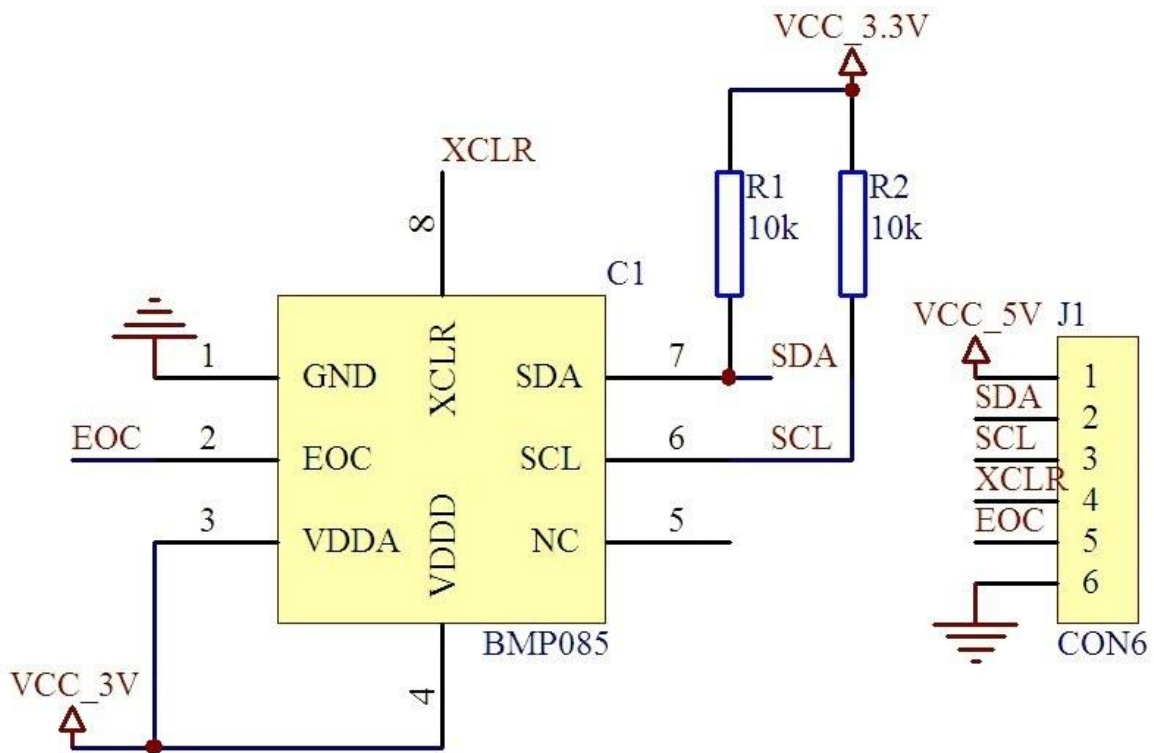 VCC_3.3V
XCLR
8
R1
10k
R2
10k
C1
VCC_5V
J1
1
GND
XCLR
SDA
7
SDA
1
SDA
2
EOC
2
EOC
SCL
6
SCL
SCL
3
XCLR
4
3
VDDA
VDDD
NC
5
EOC
5
6
BMP085
CON6
VCC_3V
4